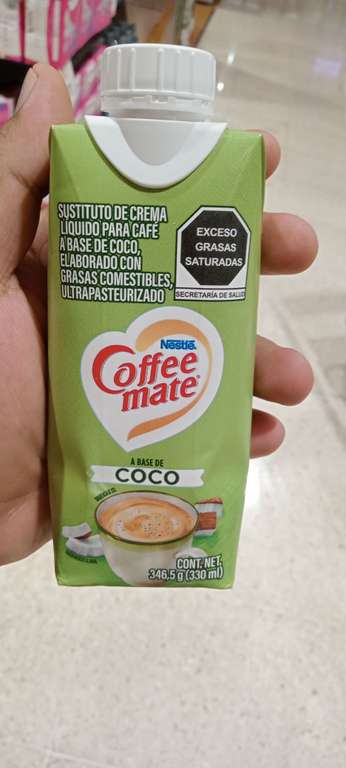 SUSTITUTO DE CREMA
LÍQUIDO PARA CAFÉ
A BASE DE COCO,
ELABORADO CON
GRASAS COMESTIBLES,
ULTRAPASTEURIZADO
EXCESO
GRASAS
SATURADAS
SECRETARÍA DE SALUD
Nestlé
Coffee
mate
A BASE DE
COCO
CONT. NET.
346,5 g (330 ml)